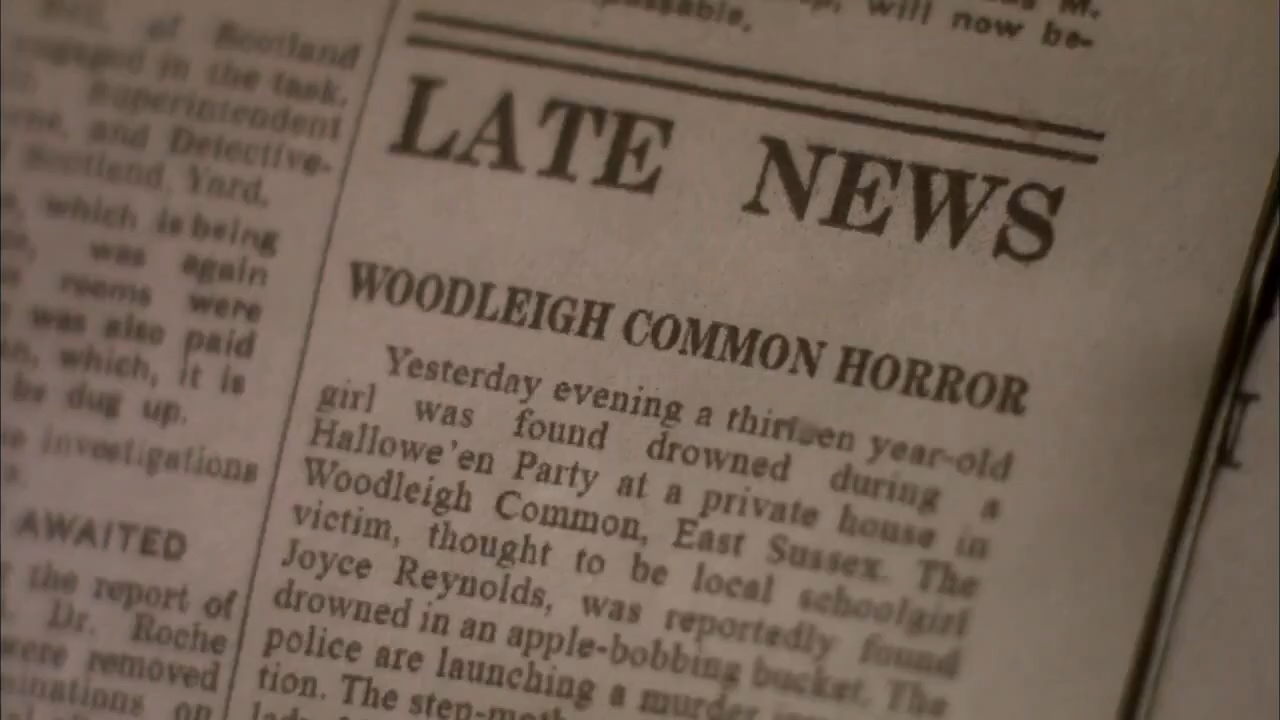 of Scotland
in the task.
Superintendent
and Detective-
Scotland Yard.
which is being
was again
rooms were
was also paid
which, it is
be dug up.
investigations
AWAITED
the report of
Dr. Roche
were removed
on
M.
will now be-
LATE NEWS
WOODLEIGH COMMON HORROR
Yesterday evening a thirteen year-old
girl was found drowned during a
Hallowe'en Party at a private house in
Woodleigh Common, East Sussex. The
victim, thought to be local schoolgirl
Joyce Reynolds, was reportedly found
drowned in an apple-bobbing bucket. The
police are launching a murder
tion. The step-moth